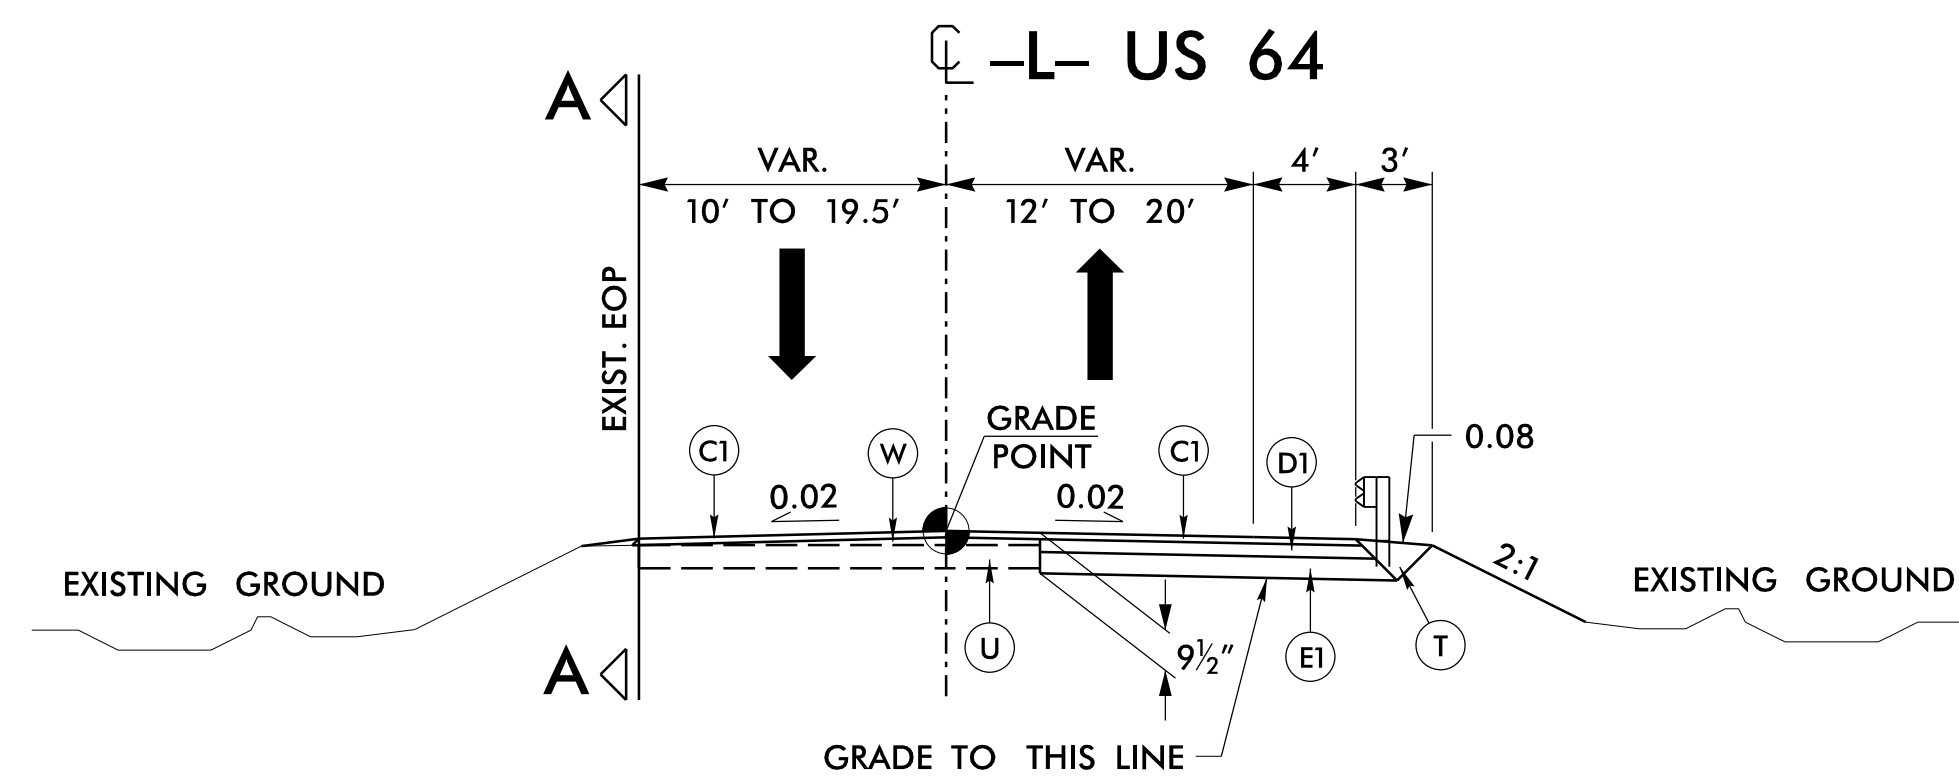 ℄ –L– US 64
A
VAR.
VAR.
4′
3′
10′ TO 19.5′
12′ TO 20′
EXIST. EOP
GRADE
POINT
C1
W
C1
D1
0.08
0.02
0.02
2:1
EXISTING GROUND
EXISTING GROUND
U
9½″
E1
T
A
GRADE TO THIS LINE